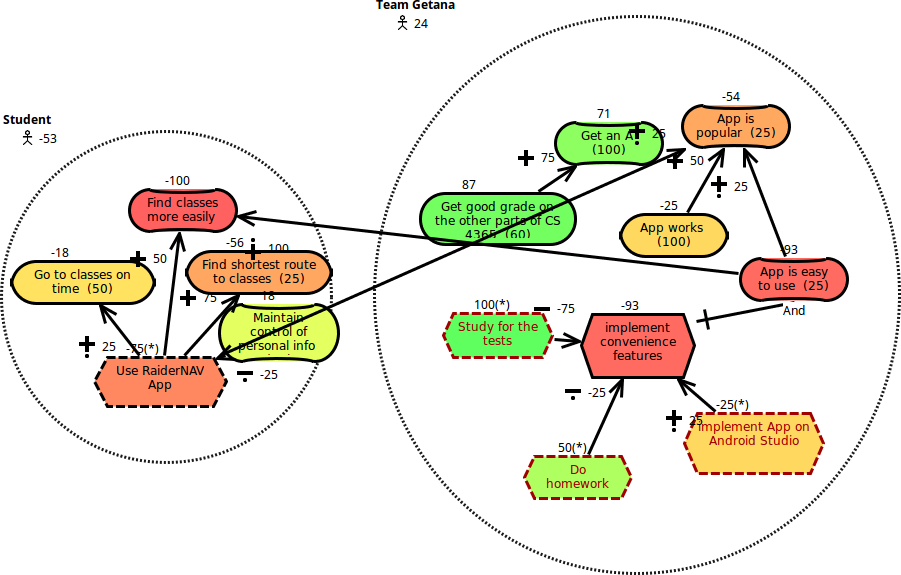 Team Getana
24
Student
-53
-100
Find classes
more easily
-18
Go to classes on
time (50)
50
-56
100
Find shortest route
to classes (25)
75
18
Maintain
control of
personal info
25
-75(*)
Use RaiderNAV
App
-25
71
Get an A
(100)
25
-54
App is
popular (25)
75
50
87
Get good grade on
the other parts of CS
4365 (60)
25
-25
App works
(100)
-93
App is easy
to use (25)
And
100(*)
-75
Study for the
tests
-93
implement
convenience
features
-25
-25(*)
25
implement App on
Android Studio
50(*)
Do
homework